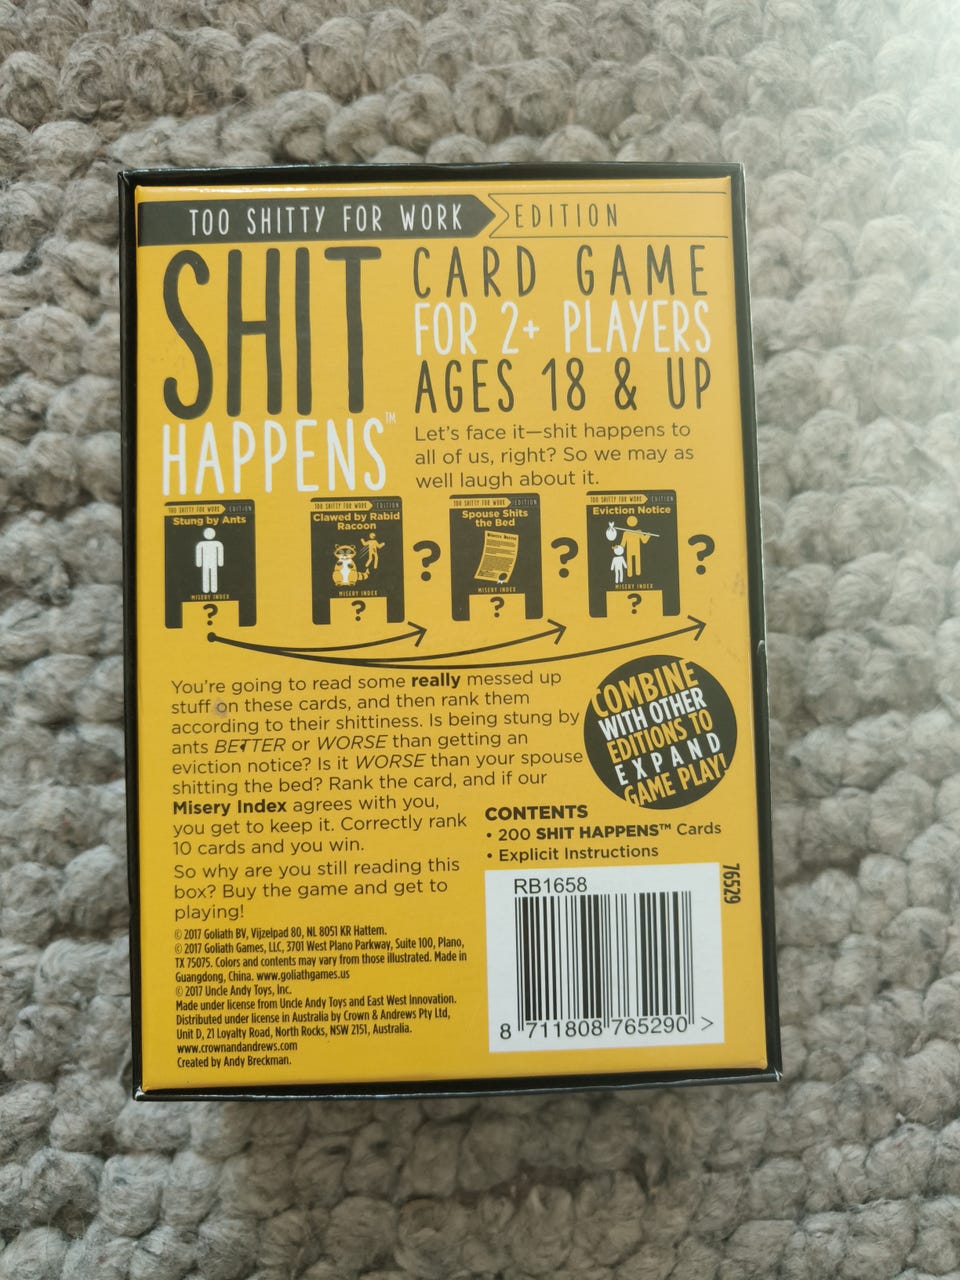 TOO SHITTY FOR WORK EDITION
SHIT
HAPPENS™
CARD GAME
FOR 2+ PLAYERS
AGES 18 & UP
Let's face it—shit happens to
all of us, right? So we may as
well laugh about it.
TOO SHITTY FOR WORK EDITION
Stung by Ants
MISERY INDEX
?
TOO SHITTY FOR WORK EDITION
Clawed by Rabid
Racoon
MISERY INDEX
?
?
TOO SHITTY FOR WORK EDITION
Spouse Shits
the Bed
MISERY INDEX
?
?
TOO SHITTY FOR WORK EDITION
Eviction Notice
MISERY INDEX
?
?
You're going to read some really messed up
stuff on these cards, and then rank them
according to their shittiness. Is being stung by
ants BETTER or WORSE than getting an
eviction notice? Is it WORSE than your spouse
shitting the bed? Rank the card, and if our
Misery Index agrees with you,
you get to keep it. Correctly rank
10 cards and you win.
So why are you still reading this
box? Buy the game and get to
playing!
COMBINE
WITH OTHER
EDITIONS TO
EXPAND
GAME PLAY!
CONTENTS
• 200 SHIT HAPPENS™ Cards
• Explicit Instructions
© 2017 Goliath BV, Vijzelpad 80, NL 8051 KR Hattem.
© 2017 Goliath Games, LLC, 3701 West Plano Parkway, Suite 100, Plano,
TX 75075. Colors and contents may vary from those illustrated. Made in
Guangdong, China. www.goliathgames.us
© 2017 Uncle Andy Toys, Inc.
Made under license from Uncle Andy Toys and East West Innovation.
Distributed under license in Australia by Crown & Andrews Pty Ltd,
Unit D, 21 Loyalty Road, North Rocks, NSW 2151, Australia.
www.crownandandrews.com
Created by Andy Breckman.
RB1658
8 711808 765290 >
76529